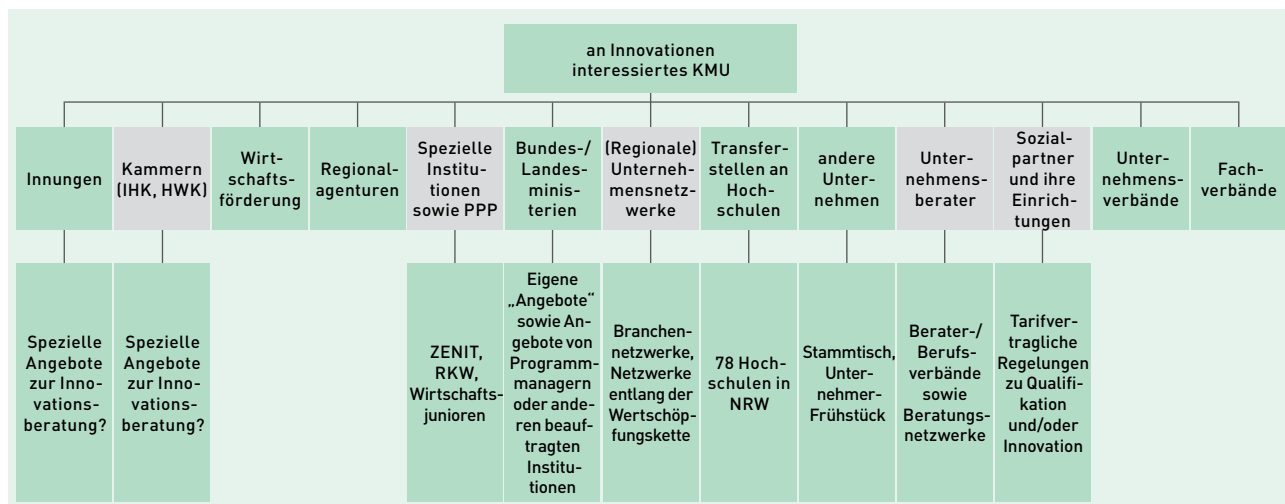 an Innovationen
interessiertes KMU
Innungen
Kammern
(IHK, HWK)
Wirt-
schafts-
förderung
Regional-
agenturen
Spezielle
Institu-
tionen
sowie PPP
Bundes-/
Landes-
minis-
terien
(Regionale)
Unterneh-
mensnetz-
werke
Transfer-
stellen an
Hoch-
schulen
andere
Unter-
nehmen
Unter-
nehmens-
berater
Sozial-
partner
und ihre
Einrich-
tungen
Unter-
nehmens-
verbände
Fach-
verbände
Spezielle
Angebote
zur Inno-
vations-
beratung?
Spezielle
Angebote
zur Inno-
vations-
beratung?
ZENIT,
RKW,
Wirtschafts-
junioren
Eigene
„Angebote“
sowie An-
gebote von
Programm-
managern
oder ande-
ren beauf-
tragten
Institu-
tionen
Branchen-
netzwerke,
Netzwerke
entlang der
Wertschöp-
fungskette
78 Hoch-
schulen in
NRW
Stammtisch,
Unter-
nehmer-
Frühstück
Berater-/
Berufs-
verbände
sowie
Beratungs-
netzwerke
Tarifver-
tragliche
Regelungen
zu Qualifi-
kation
und/oder
Innovation